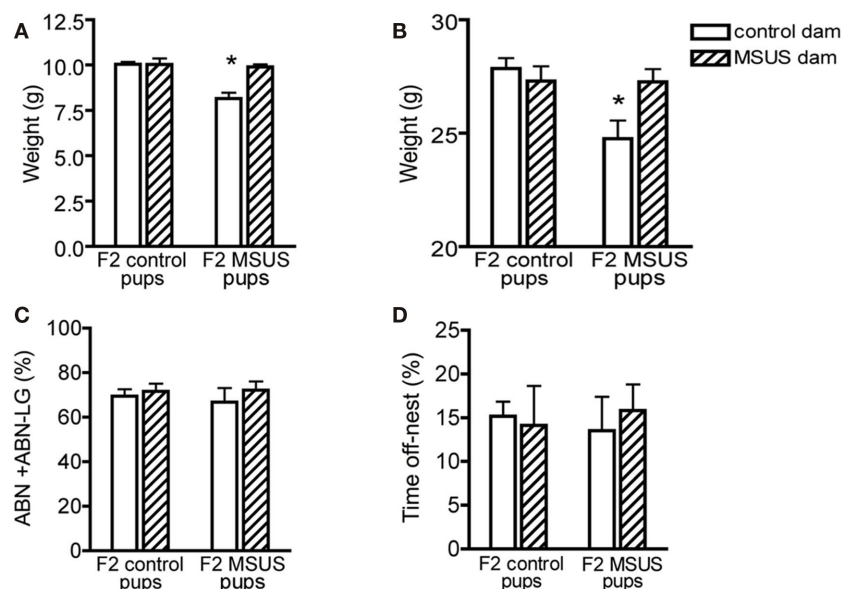 A
12.5
10.0
7.5
5.0
2.5
0.0
Weight (g)
*
F2 control
pups
F2 MSUS
pups
B
30
25
20
Weight (g)
*
F2 control
pups
F2 MSUS
pups
control dam
MSUS dam
C
100
80
60
40
20
0
ABN +ABN-LG (%)
F2 control
pups
F2 MSUS
pups
D
25
20
15
10
5
0
Time off-nest (%)
F2 control
pups
F2 MSUS
pups